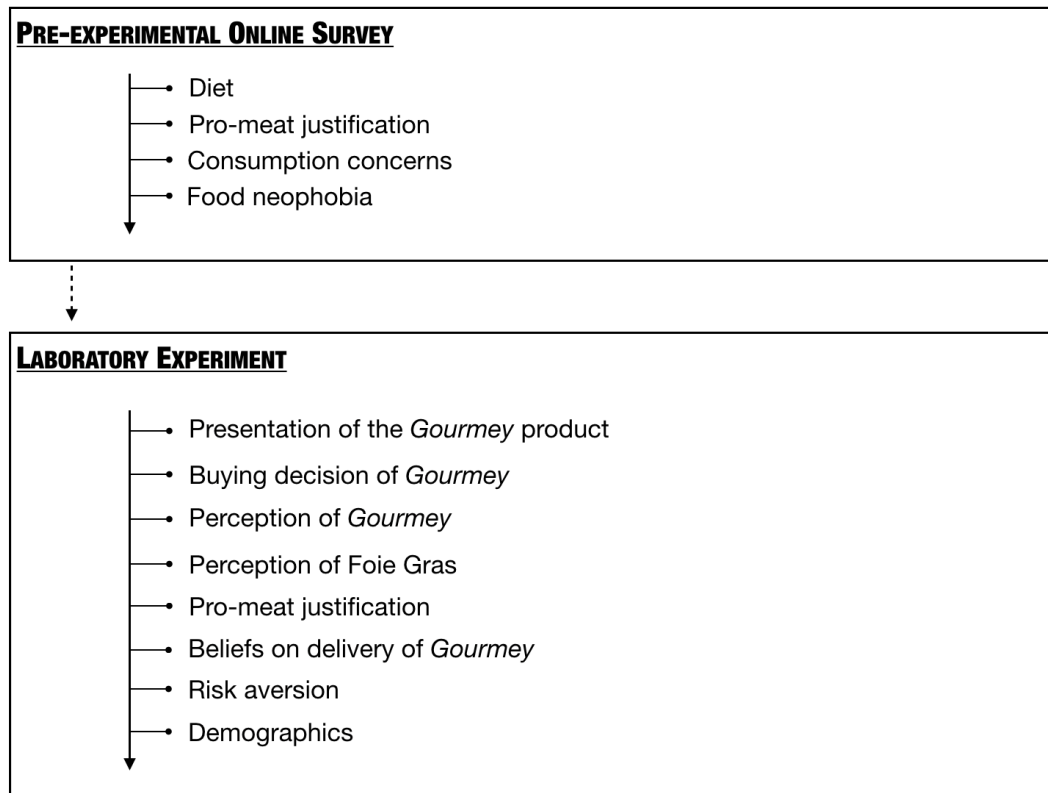 PRE-EXPERIMENTAL ONLINE SURVEY
Diet
Pro-meat justification
Consumption concerns
Food neophobia
LABORATORY EXPERIMENT
Presentation of the Gourmey product
Buying decision of Gourmey
Perception of Gourmey
Perception of Foie Gras
Pro-meat justification
Beliefs on delivery of Gourmey
Risk aversion
Demographics